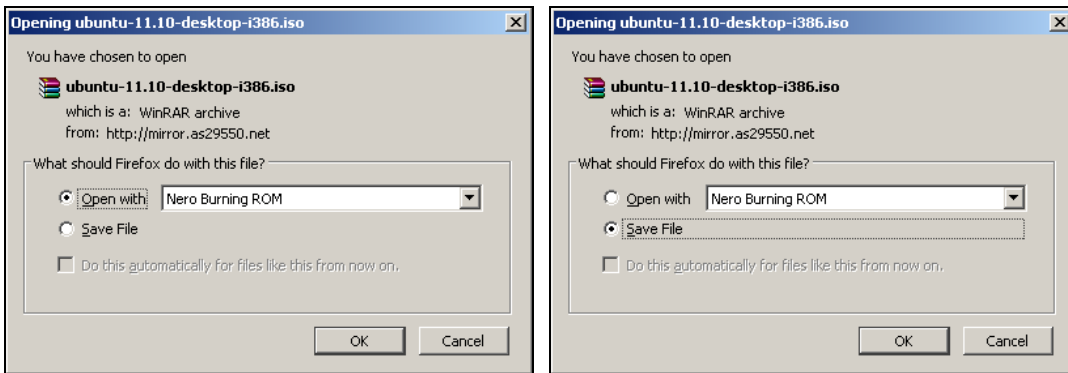 Opening ubuntu-11.10-desktop-i386.iso
You have chosen to open
ubuntu-11.10-desktop-i386.iso
which is a: WinRAR archive
from: http://mirror.as29550.net
What should Firefox do with this file?
Open with Nero Burning ROM
Save File
Do this automatically for files like this from now on.
OK Cancel
Opening ubuntu-11.10-desktop-i386.iso
You have chosen to open
ubuntu-11.10-desktop-i386.iso
which is a: WinRAR archive
from: http://mirror.as29550.net
What should Firefox do with this file?
Open with Nero Burning ROM
Save File
Do this automatically for files like this from now on.
OK Cancel